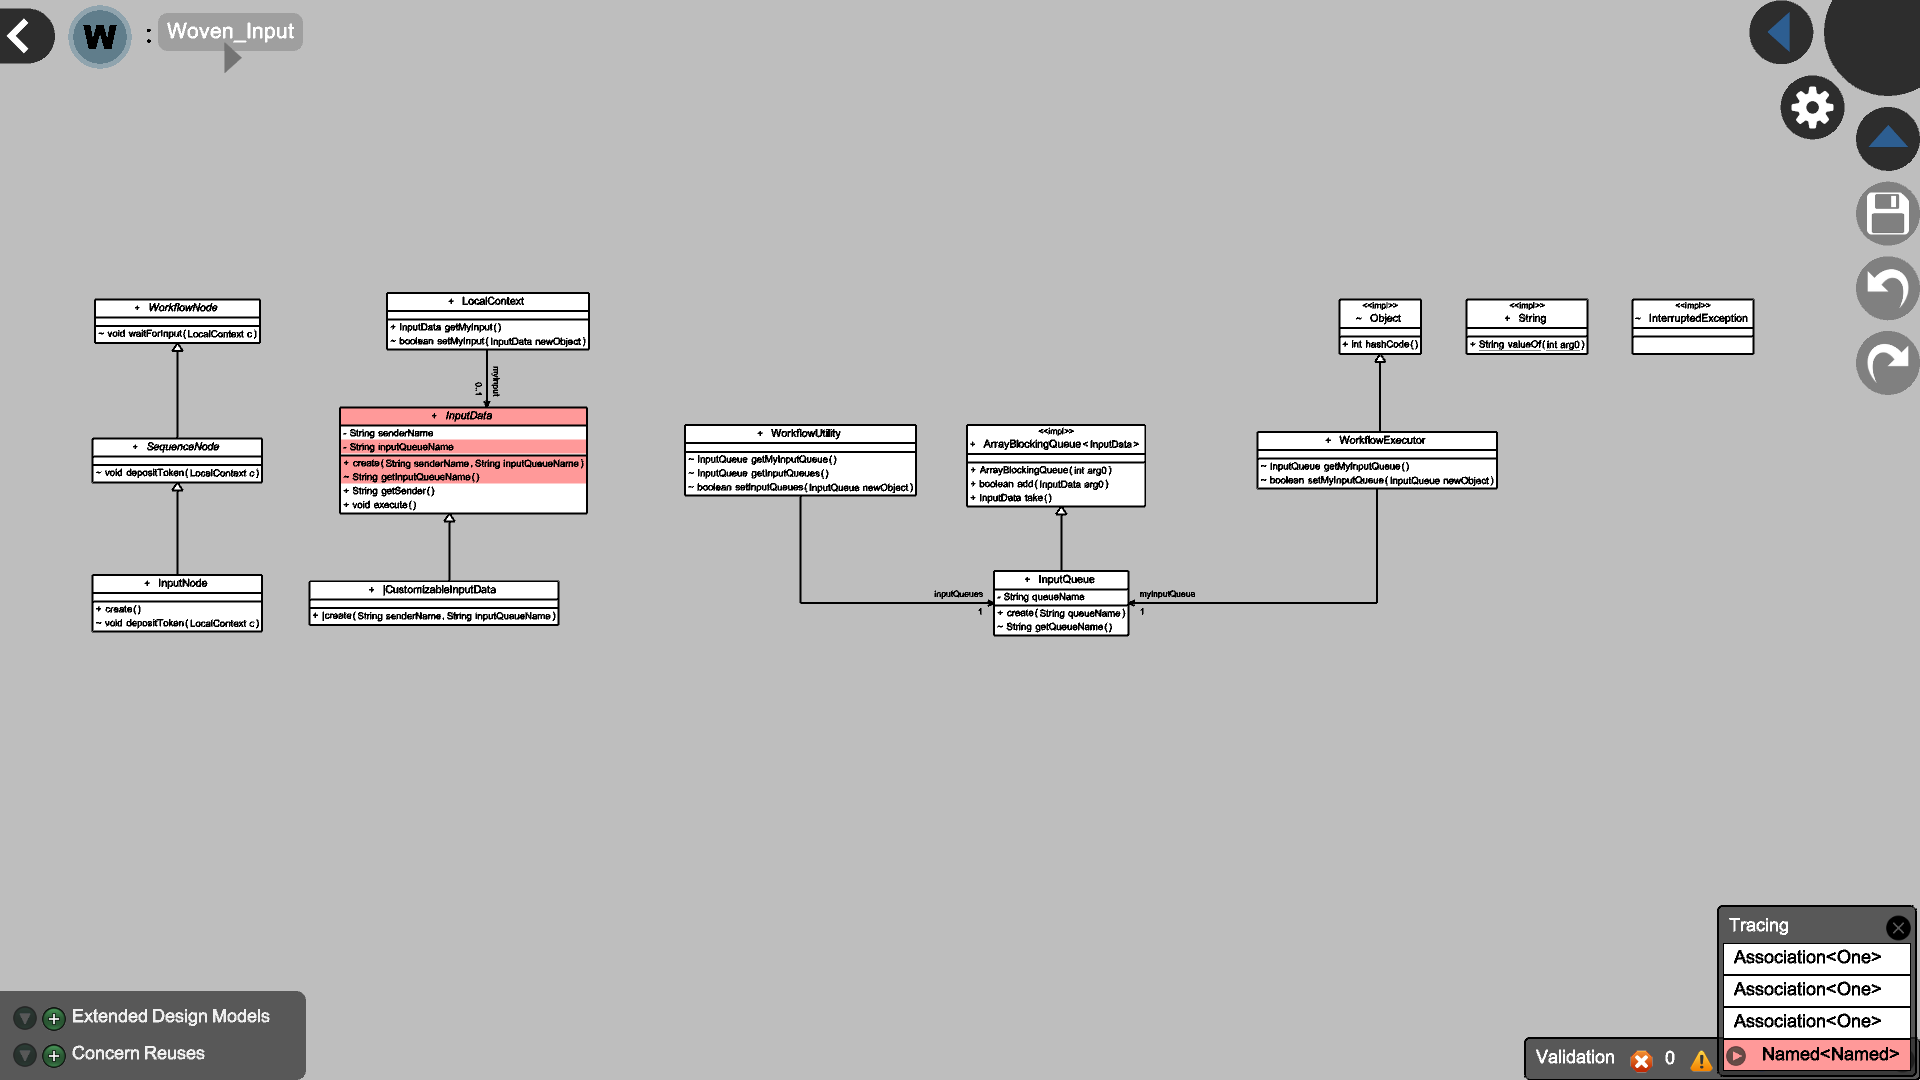 W : Woven_Input
+ WorkflowNode
~ void waitForInput(LocalContext c)
+ LocalContext
+ InputData getMyInput()
~ boolean setMyInput(InputData newObject)
0..1
myInput
+ InputData
- String senderName
- String inputQueueName
+ create(String senderName, String inputQueueName)
~ String getInputQueueName()
+ String getSender()
+ void execute()
+ SequenceNode
~ void depositToken(LocalContext c)
+ InputNode
+ create()
~ void depositToken(LocalContext c)
+ |CustomizableInputData
+ |create(String senderName, String inputQueueName)
+ WorkflowUtility
~ InputQueue getMyInputQueue()
~ InputQueue getInputQueues()
~ boolean setInputQueues(InputQueue newObject)
<<impl>>
+ ArrayBlockingQueue<InputData>
+ ArrayBlockingQueue(int arg0)
+ boolean add(InputData arg0)
+ InputData take()
inputQueues
1
+ InputQueue
- String queueName
+ create(String queueName)
~ String getQueueName()
myInputQueue
1
<<impl>>
~ Object
+ int hashCode()
<<impl>>
+ String
+ String valueOf(int arg0)
<<impl>>
~ InterruptedException
+ WorkflowExecutor
~ InputQueue getMyInputQueue()
~ boolean setMyInputQueue(InputQueue newObject)
Extended Design Models
Concern Reuses
Tracing
Association<One>
Association<One>
Association<One>
Named<Named>
Validation 0